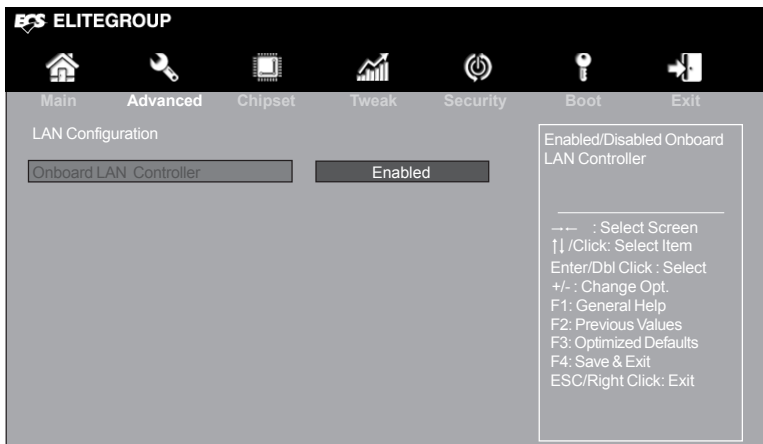 ECS ELITEGROUP
Main Advanced Chipset Tweak Security Boot Exit
LAN Configuration
Onboard LAN Controller Enabled
Enabled/Disabled Onboard
LAN Controller
→← : Select Screen
↑↓/Click: Select Item
Enter/Dbl Click : Select
+/- : Change Opt.
F1: General Help
F2: Previous Values
F3: Optimized Defaults
F4: Save & Exit
ESC/Right Click: Exit